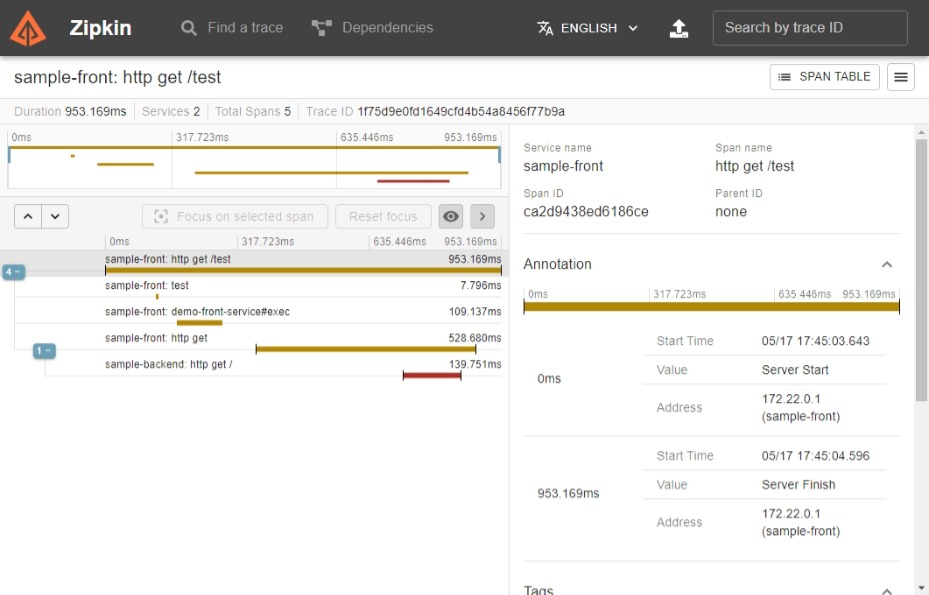 Zipkin
Find a trace
Dependencies
ENGLISH
Search by trace ID
sample-front: http get /test
SPAN TABLE
Duration 953.169ms Services 2 Total Spans 5 Trace ID 1f75d9e0fd1649cfd4b54a8456f77b9a
0ms 317.723ms 635.446ms 953.169ms
Focus on selected span
Reset focus
0ms 317.723ms 635.446ms 953.169ms
4 −
sample-front: http get /test 953.169ms
sample-front: test 7.796ms
sample-front: demo-front-service#exec 109.137ms
sample-front: http get 528.680ms
1 −
sample-backend: http get / 139.751ms
Service name Span name
sample-front http get /test
Span ID Parent ID
ca2d9438ed6186ce none
Annotation
0ms 317.723ms 635.446ms 953.169ms
0ms
Start Time 05/17 17:45:03.643
Value Server Start
Address 172.22.0.1
(sample-front)
953.169ms
Start Time 05/17 17:45:04.596
Value Server Finish
Address 172.22.0.1
(sample-front)
Tags